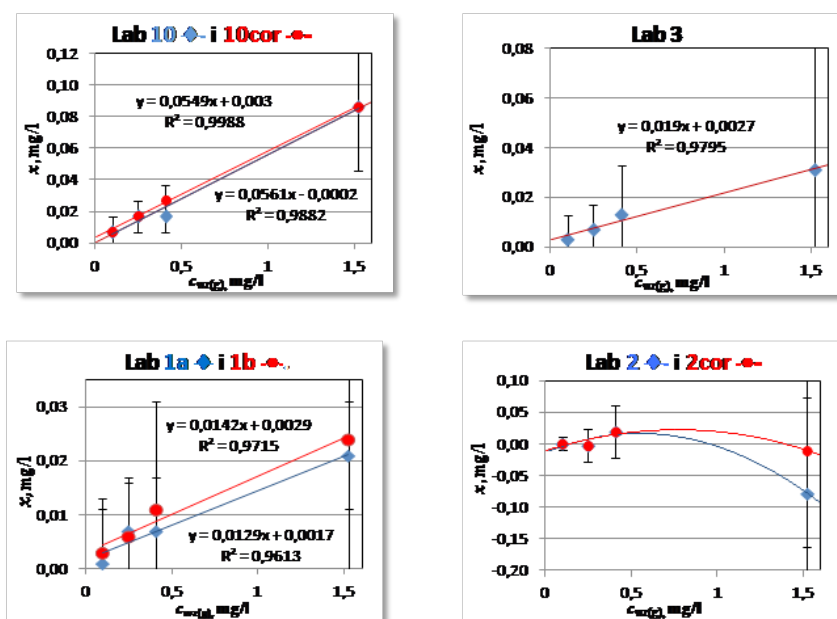 Lab 10 i 10cor
0,12
0,10
0,08
0,06
0,04
0,02
0,00
x, mg/l
y = 0,0549x + 0,003
R² = 0,9988
y = 0,0561x - 0,0002
R² = 0,9882
0 0,5 1 1,5
mg/l
Lab 3
0,08
0,06
0,04
0,02
0,00
x, mg/l
y = 0,019x + 0,0027
R² = 0,9795
0 0,5 1 1,5
mg/l
Lab 1a i 1b
0,03
0,02
0,01
0,00
x, mg/l
y = 0,0142x + 0,0029
R² = 0,9715
y = 0,0129x + 0,0017
R² = 0,9613
0 0,5 1 1,5
mg/l
Lab 2 i 2cor
0,10
0,05
0,00
-0,05
-0,10
-0,15
-0,20
x, mg/l
0 0,5 1 1,5
mg/l